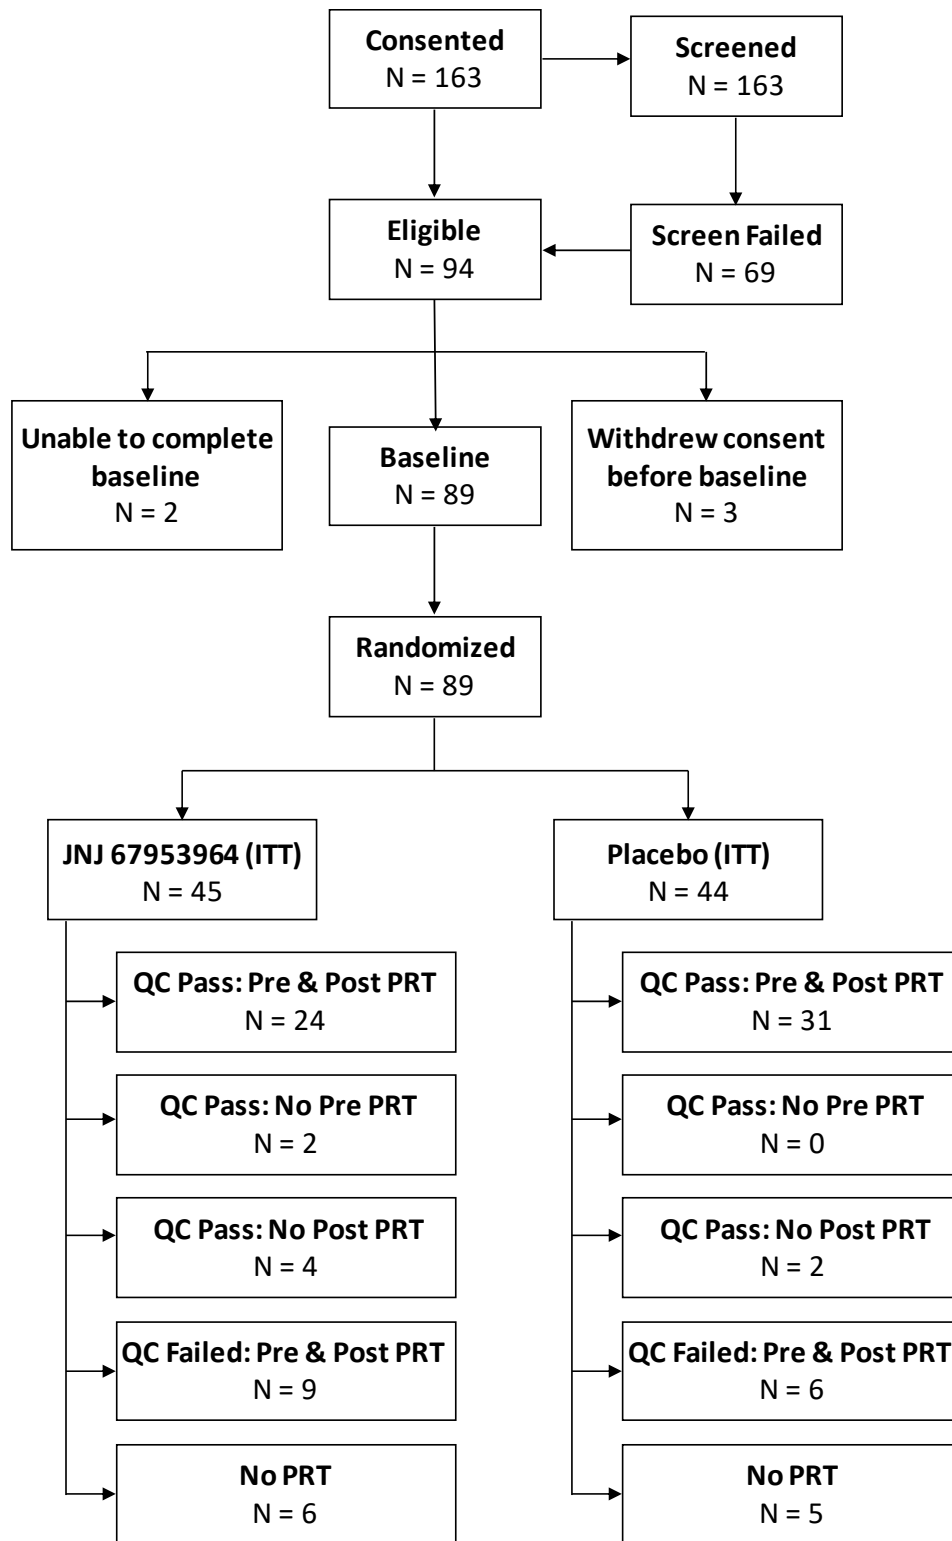 Consented
N = 163
Screened
N = 163
Eligible
N = 94
Screen Failed
N = 69
Unable to complete
baseline
N = 2
Baseline
N = 89
Withdrew consent
before baseline
N = 3
Randomized
N = 89
JNJ 67953964 (ITT)
N = 45
Placebo (ITT)
N = 44
QC Pass: Pre & Post PRT
N = 24
QC Pass: No Pre PRT
N = 2
QC Pass: No Post PRT
N = 4
QC Failed: Pre & Post PRT
N = 9
No PRT
N = 6
QC Pass: Pre & Post PRT
N = 31
QC Pass: No Pre PRT
N = 0
QC Pass: No Post PRT
N = 2
QC Failed: Pre & Post PRT
N = 6
No PRT
N = 5